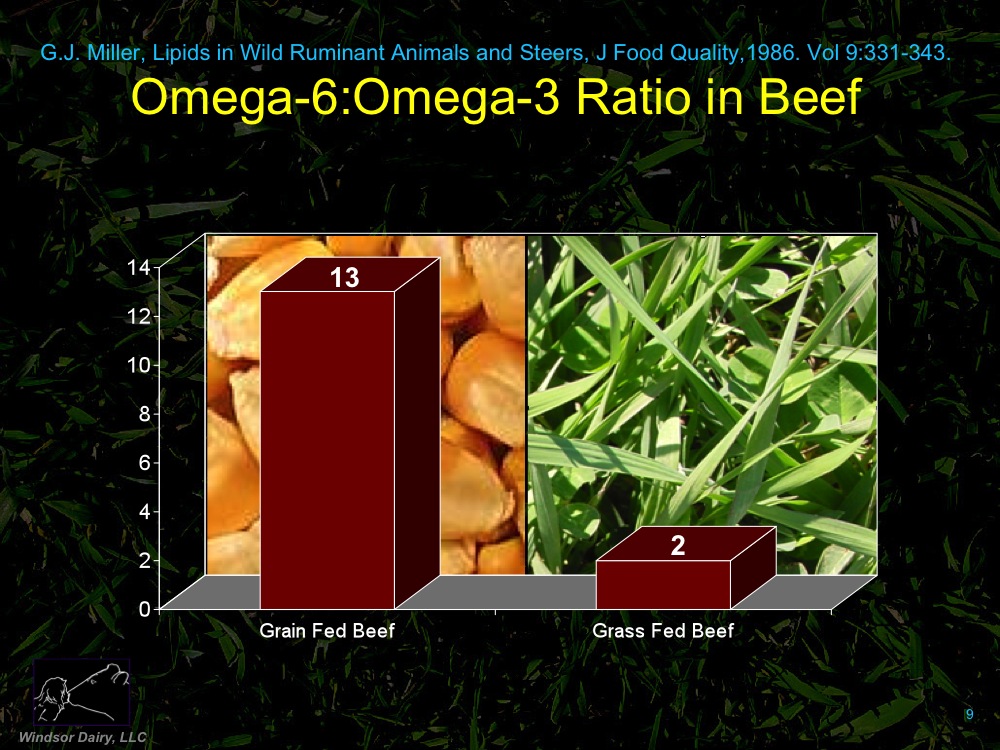 G.J. Miller, Lipids in Wild Ruminant Animals and Steers, J Food Quality,1986. Vol 9:331-343.
Omega-6:Omega-3 Ratio in Beef
14
12
10
8
6
4
2
0
13
2
Grain Fed Beef
Grass Fed Beef
Windsor Dairy, LLC
9